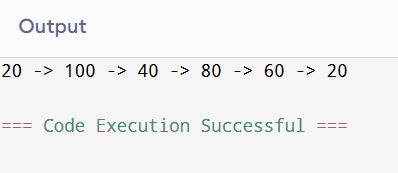 Output
20 -> 100 -> 40 -> 80 -> 60 -> 20
=== Code Execution Successful ===